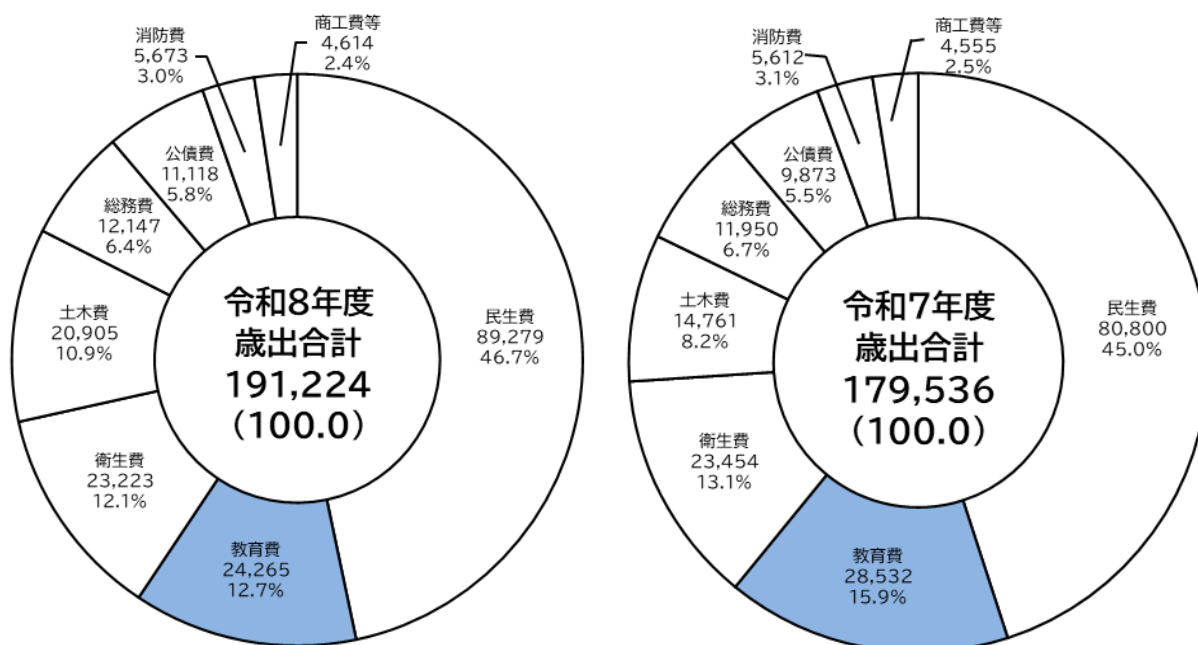 商工費等
4,614
2.4%
消防費
5,673
3.0%
公債費
11,118
5.8%
総務費
12,147
6.4%
土木費
20,905
10.9%
衛生費
23,223
12.1%
教育費
24,265
12.7%
民生費
89,279
46.7%
令和8年度
歳出合計
191,224
(100.0)
商工費等
4,555
2.5%
消防費
5,612
3.1%
公債費
9,873
5.5%
総務費
11,950
6.7%
土木費
14,761
8.2%
衛生費
23,454
13.1%
教育費
28,532
15.9%
民生費
80,800
45.0%
令和7年度
歳出合計
179,536
(100.0)